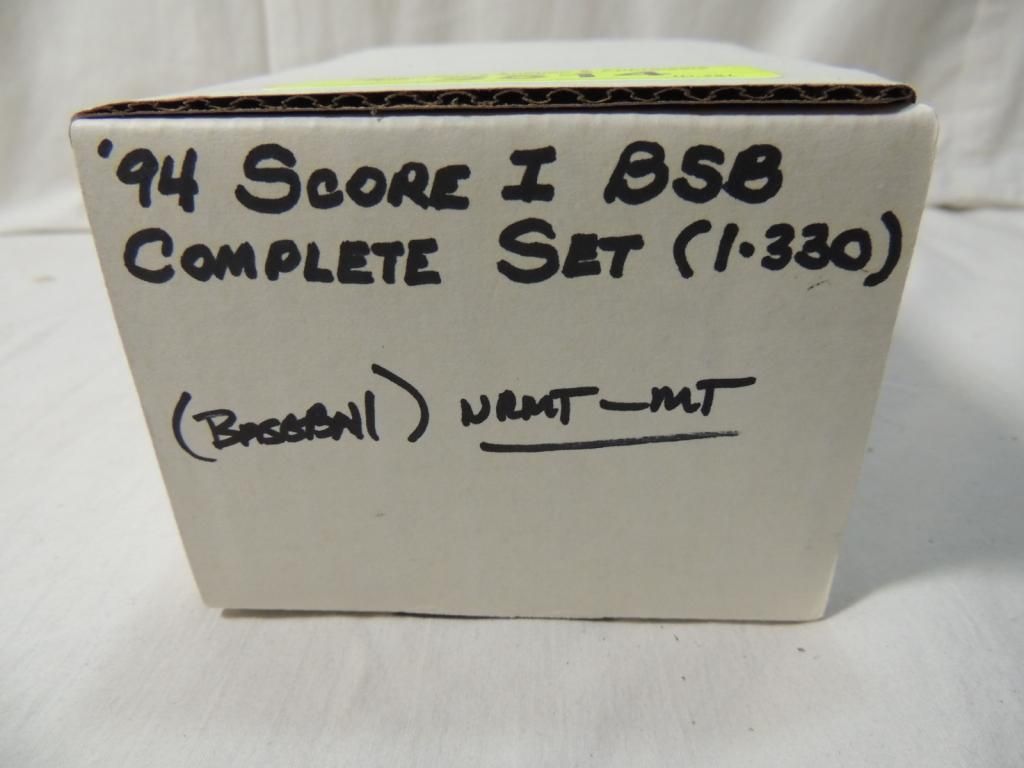 '94 SCORE I BSB
COMPLETE SET (1-330)
(BASEBALL) NRMT-MT